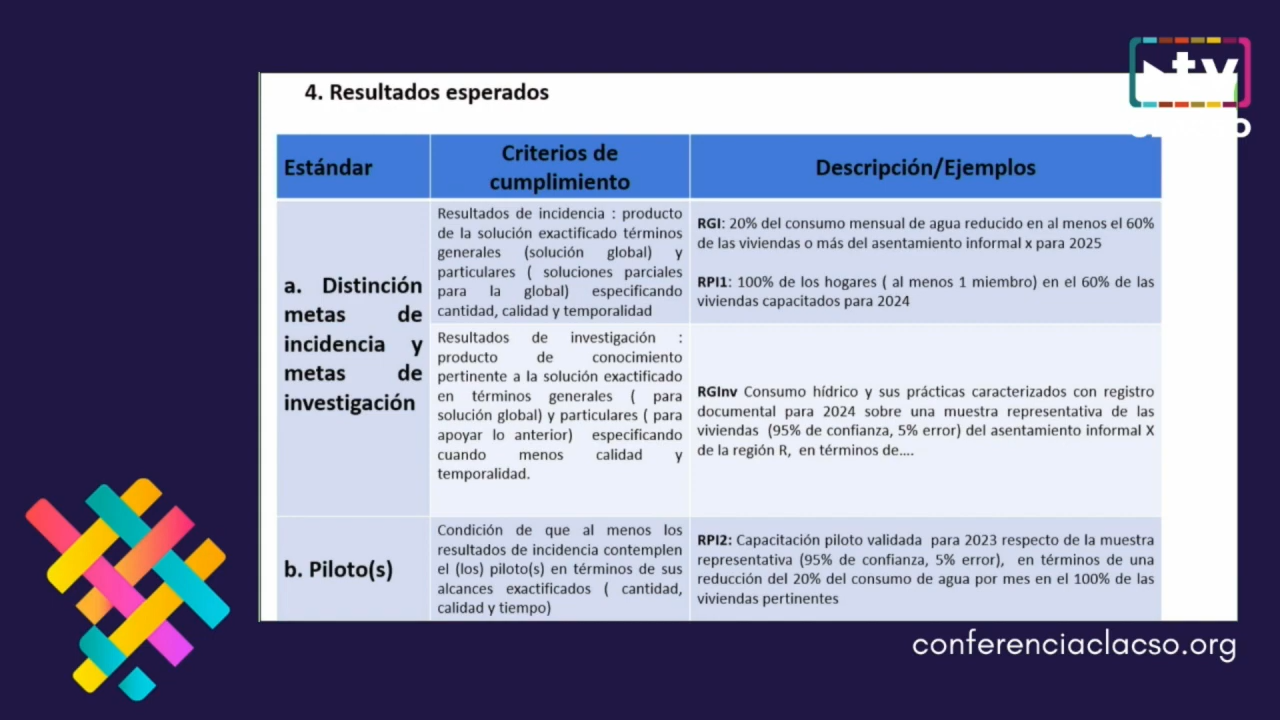 4. Resultados esperados
Estándar
Criterios de
cumplimiento
Descripción/Ejemplos
a. Distinción
metas de
incidencia y
metas de
investigación
Resultados de incidencia : producto
de la solución exactificado términos
generales (solución global) y
particulares ( soluciones parciales
para la global) especificando
cantidad, calidad y temporalidad
RGI: 20% del consumo mensual de agua reducido en al menos el 60%
de las viviendas o más del asentamiento informal x para 2025
RPI1: 100% de los hogares ( al menos 1 miembro) en el 60% de las
viviendas capacitados para 2024
Resultados de investigación :
producto de conocimiento
pertinente a la solución exactificado
en términos generales ( para
solución global) y particulares ( para
apoyar lo anterior) especificando
cuando menos calidad y
temporalidad.
RGInv Consumo hídrico y sus prácticas caracterizados con registro
documental para 2024 sobre una muestra representativa de las
viviendas (95% de confianza, 5% error) del asentamiento informal X
de la región R, en términos de....
b. Piloto(s)
Condición de que al menos los
resultados de incidencia contemplen
el (los) piloto(s) en términos de sus
alcances exactificados ( cantidad,
calidad y tiempo)
RPI2: Capacitación piloto validada para 2023 respecto de la muestra
representativa (95% de confianza, 5% error), en términos de una
reducción del 20% del consumo de agua por mes en el 100% de las
viviendas pertinentes
tv
conferenciaclacso.org